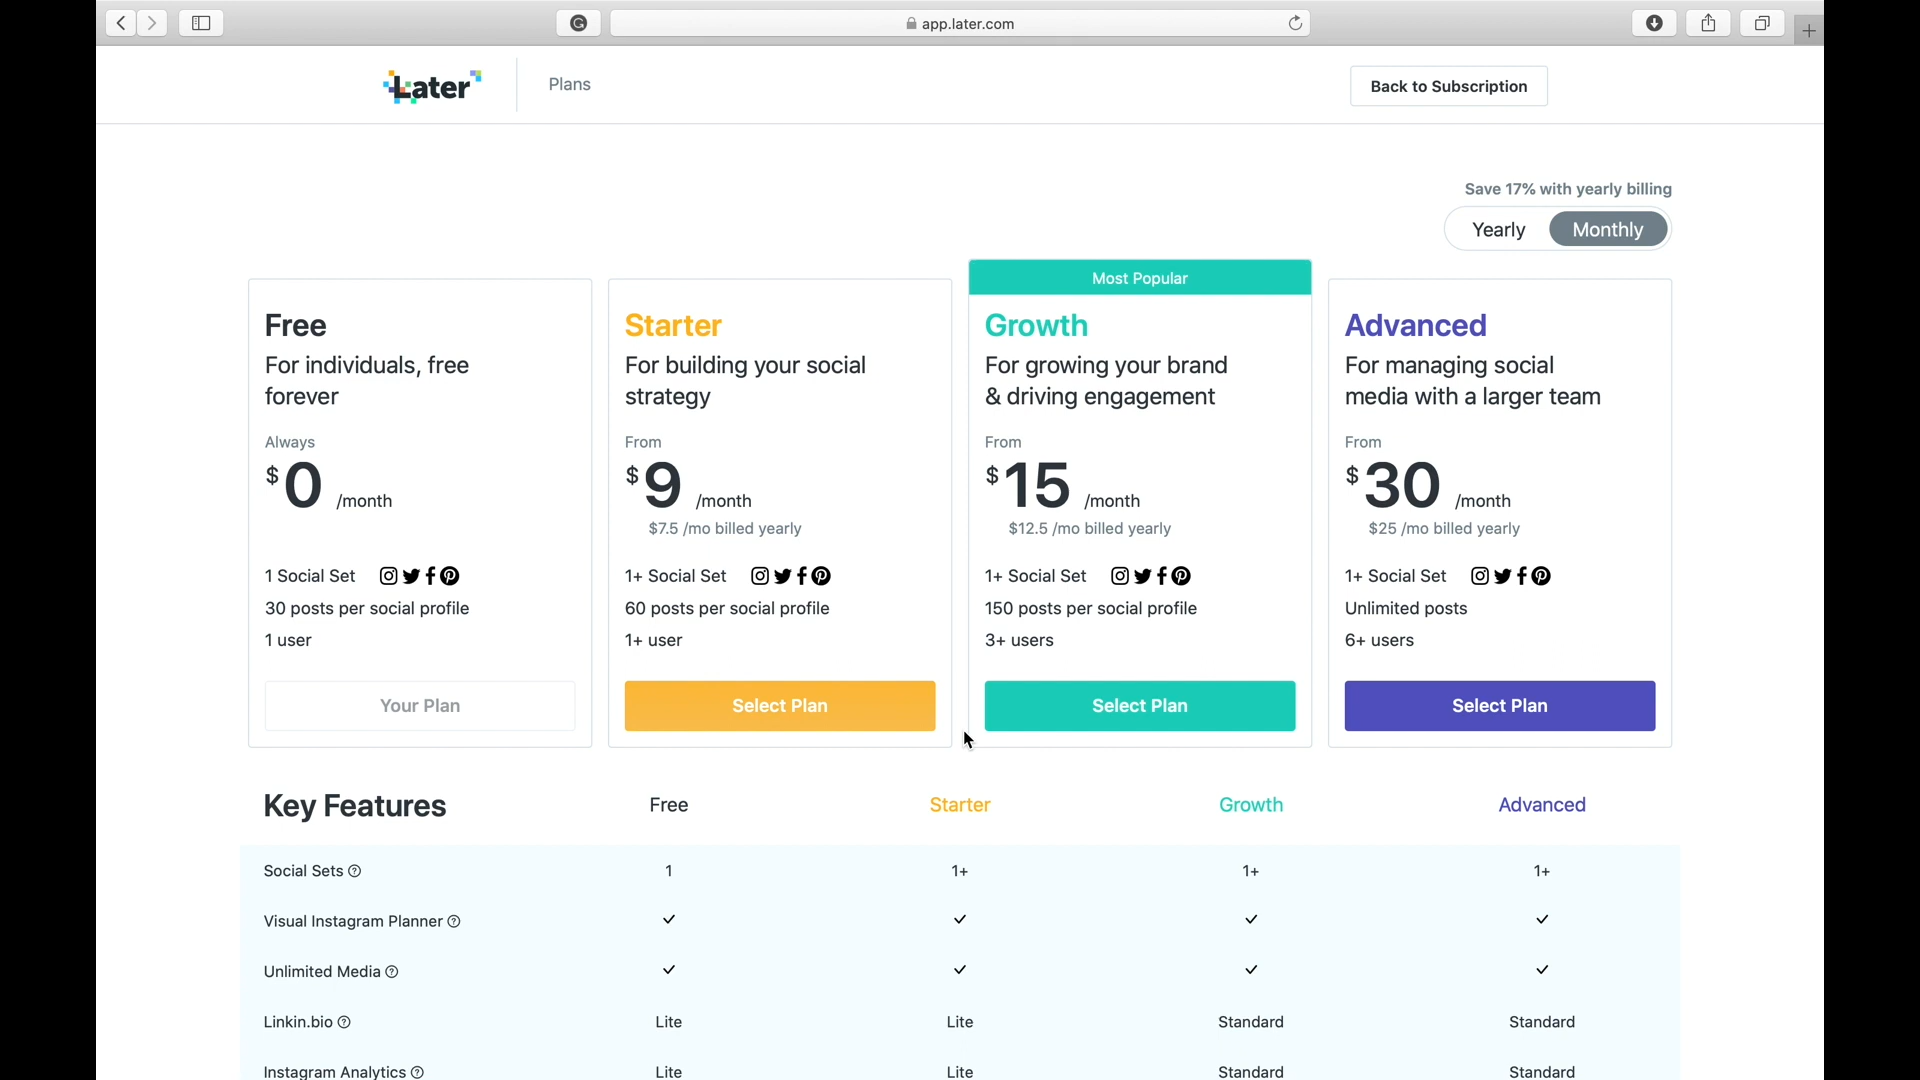 app.later.com
Later
Plans
Back to Subscription
Save 17% with yearly billing
Yearly
Monthly
Free
For individuals, free
forever
Always
$0 /month
1 Social Set
30 posts per social profile
1 user
Your Plan
Starter
For building your social
strategy
From
$9 /month
$7.5 /mo billed yearly
1+ Social Set
60 posts per social profile
1+ user
Select Plan
Most Popular
Growth
For growing your brand
& driving engagement
From
$15 /month
$12.5 /mo billed yearly
1+ Social Set
150 posts per social profile
3+ users
Select Plan
Advanced
For managing social
media with a larger team
From
$30 /month
$25 /mo billed yearly
1+ Social Set
Unlimited posts
6+ users
Select Plan
Key Features Free Starter Growth Advanced
Social Sets 1 1+ 1+ 1+
Visual Instagram Planner
Unlimited Media
Linkin.bio Lite Lite Standard Standard
Instagram Analytics Lite Lite Standard Standard